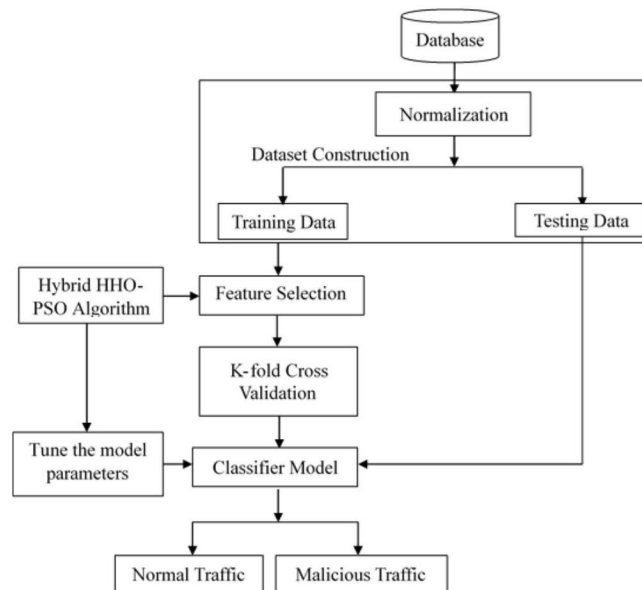 Database
Normalization
Dataset Construction
Training Data
Testing Data
Hybrid HHO-
PSO Algorithm
Feature Selection
K-fold Cross
Validation
Tune the model
parameters
Classifier Model
Normal Traffic
Malicious Traffic